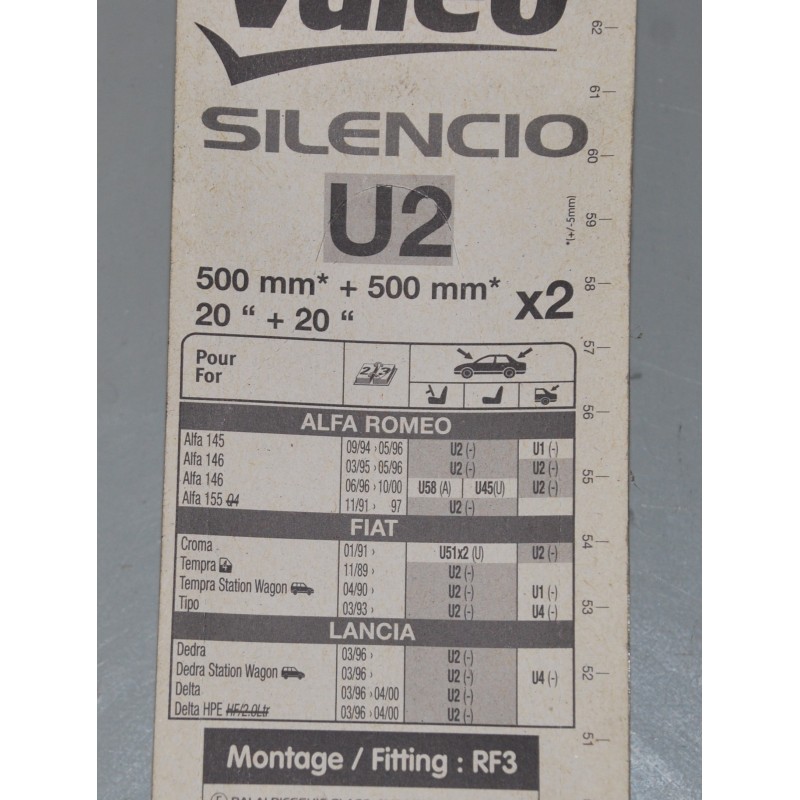 Valeo
SILENCIO
U2
500 mm* + 500 mm* x2
20 “ + 20 “
*(+/-5mm)
Pour
For
23
ALFA ROMEO
Alfa 145 09/94 › 05/96 U2 (-) U1 (-)
Alfa 146 03/95 › 05/96 U2 (-) U2 (-)
Alfa 146 06/96 › 10/00 U58 (A) U45(U) U2 (-)
Alfa 155 Q4 11/91 › 97 U2 (-)
FIAT
Croma 01/91 › U51x2 (U) U2 (-)
Tempra 11/89 › U2 (-)
Tempra Station Wagon 04/90 › U2 (-) U1 (-)
Tipo 03/93 › U2 (-) U4 (-)
LANCIA
Dedra 03/96 › U2 (-)
Dedra Station Wagon 03/96 › U2 (-) U4 (-)
Delta 03/96 › 04/00 U2 (-)
Delta HPE HF/2.0Ltr 03/96 › 04/00 U2 (-)
Montage / Fitting : RF3
62
61
60
59
58
57
56
55
54
53
52
51